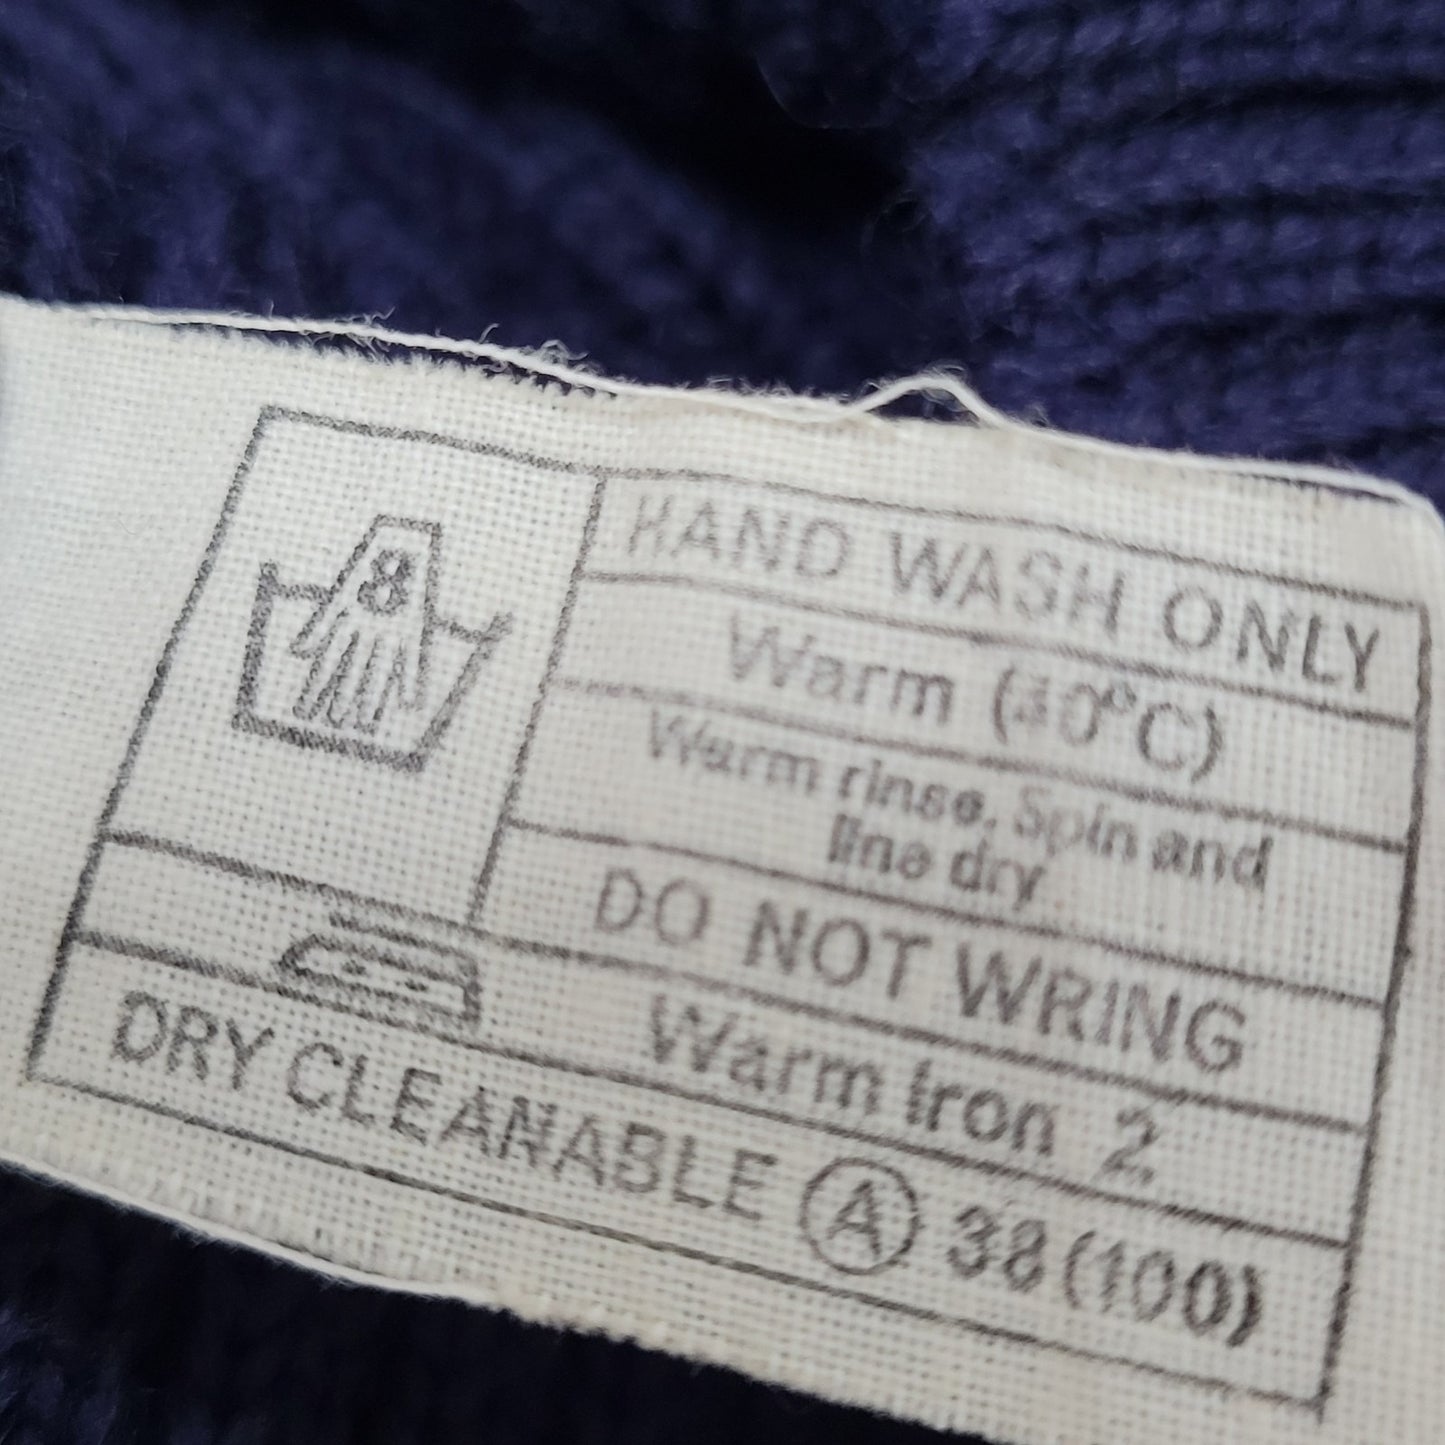 8
HAND WASH ONLY
Warm (40°C)
Warm rinse. Spin and
line dry
DO NOT WRING
Warm iron 2
DRY CLEANABLE A 38 (100)